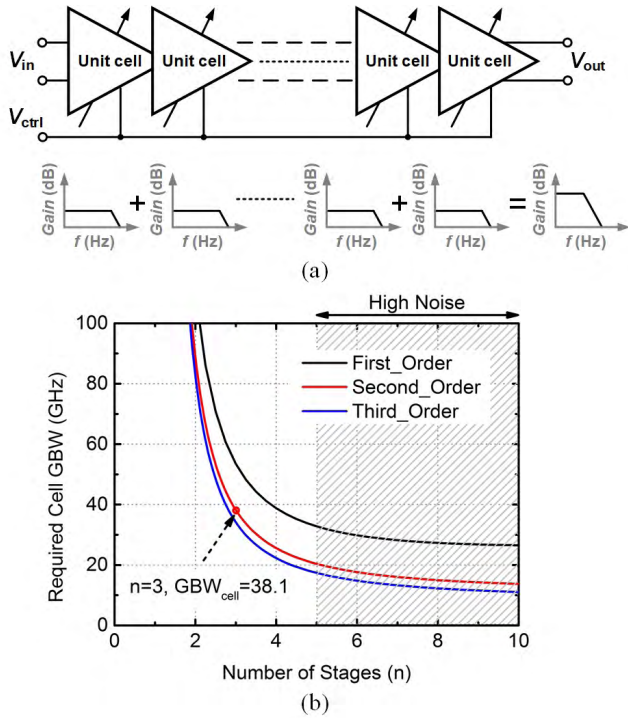 Unit cell Unit cell Unit cell Unit cell
Vin Vout
Vctrl
Gain (dB) + Gain (dB) Gain (dB) + Gain (dB) = Gain (dB)
f (Hz) f (Hz) f (Hz) f (Hz) f (Hz)
(a)
High Noise
100
80
60
40
20
0
Required Cell GBW (GHz)
First_Order
Second_Order
Third_Order
n=3, GBWcell=38.1
0 2 4 6 8 10
Number of Stages (n)
(b)